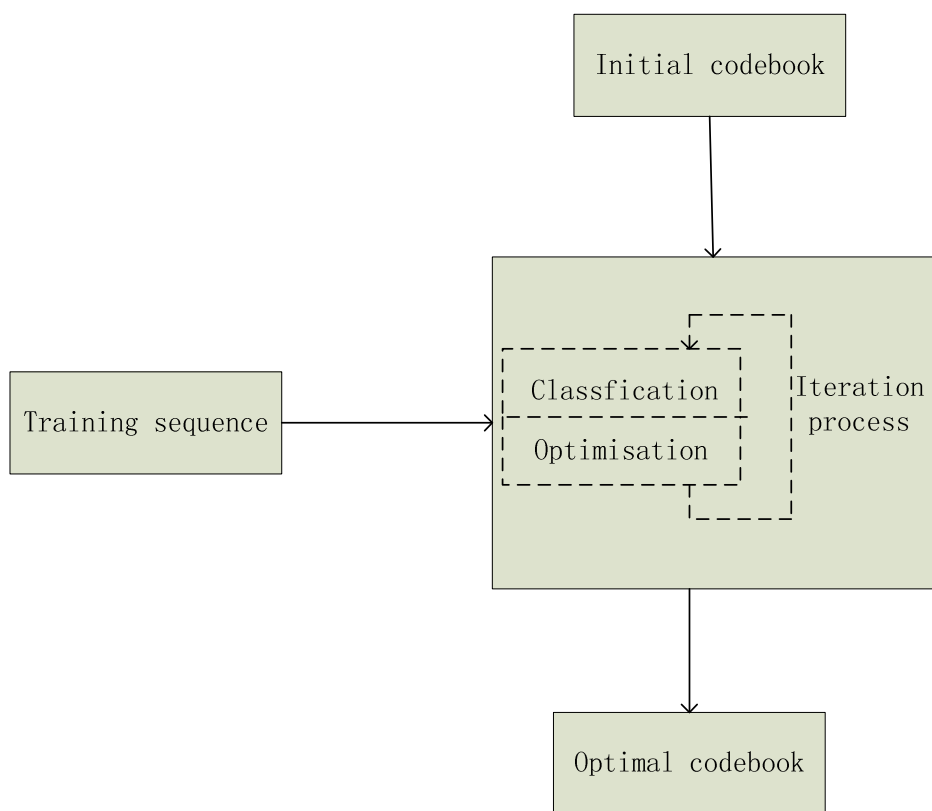 Initial codebook
Classfication
Iteration
process
Training sequence
Optimisation
Optimal codebook